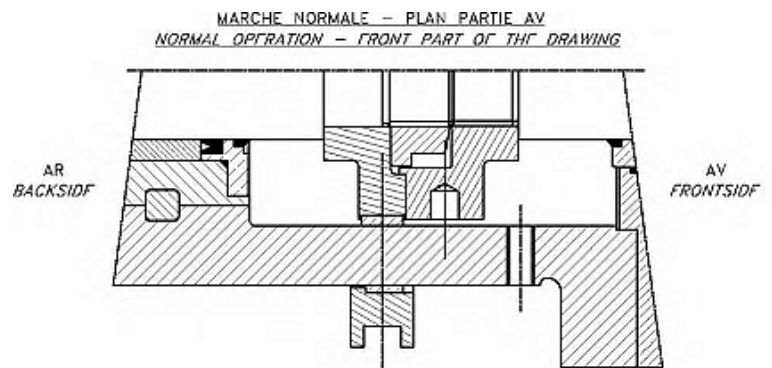 MARCHE NORMALE – PLAN PARTIE AV
NORMAL OPERATION – FRONT PART OF THE DRAWING
AR
BACKSIDE
AV
FRONTSIDE